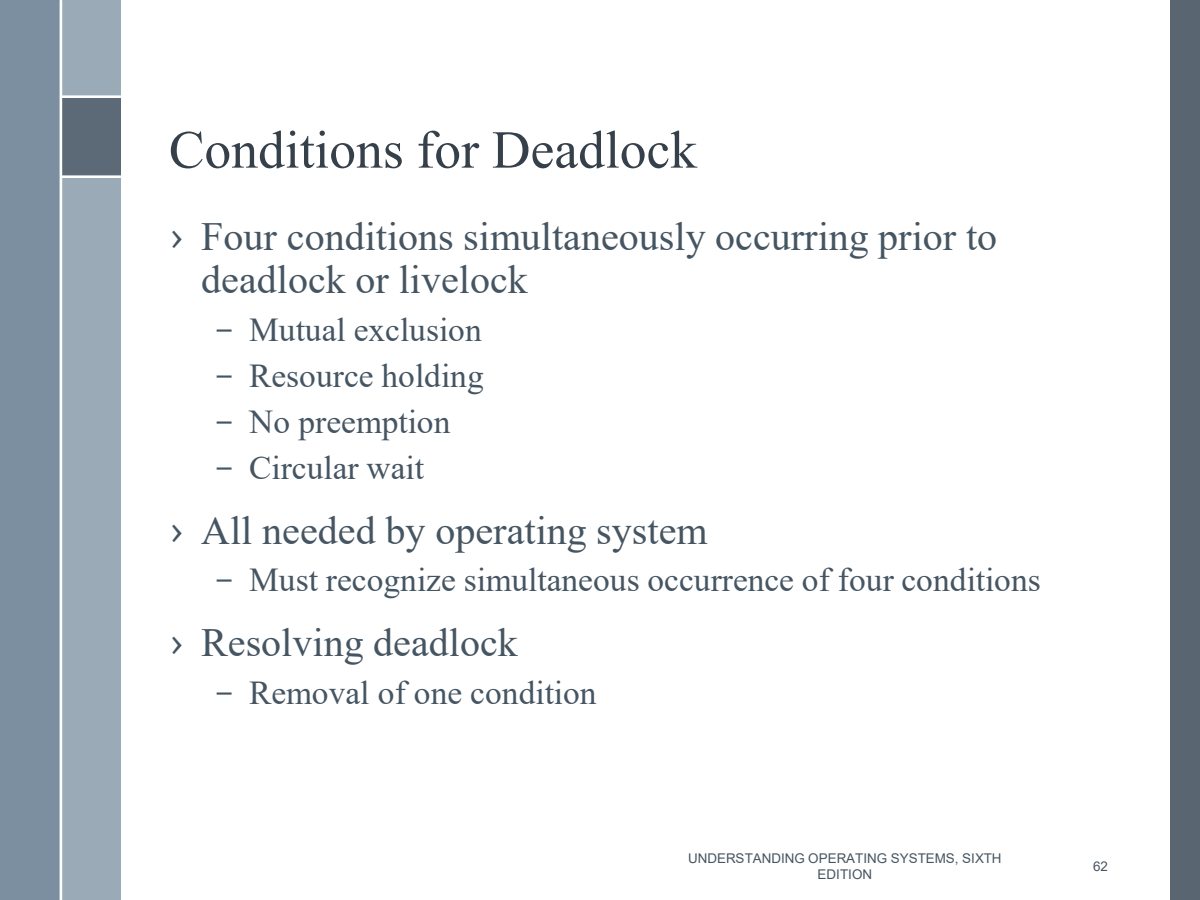 Conditions for Deadlock
› Four conditions simultaneously occurring prior to
deadlock or livelock
– Mutual exclusion
– Resource holding
– No preemption
– Circular wait
› All needed by operating system
– Must recognize simultaneous occurrence of four conditions
› Resolving deadlock
– Removal of one condition
UNDERSTANDING OPERATING SYSTEMS, SIXTH
EDITION
62